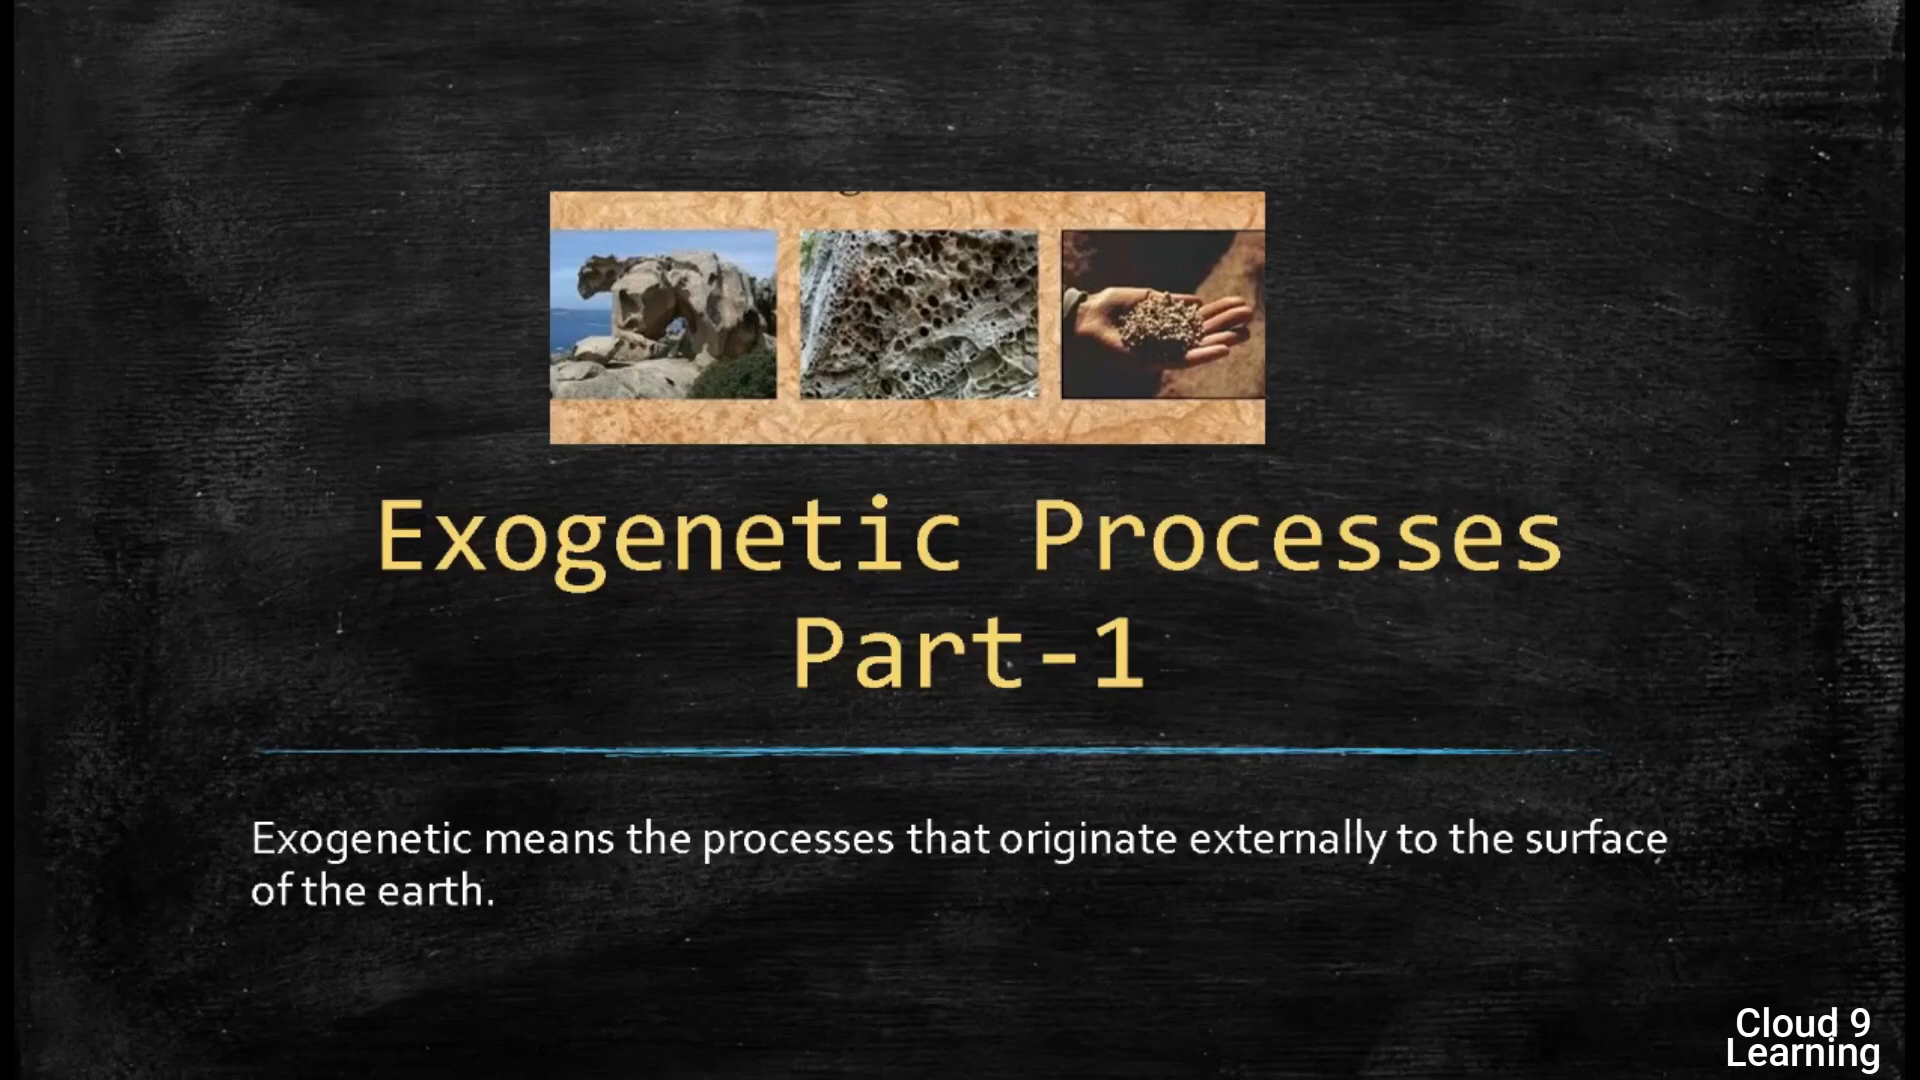 Exogenetic Processes
Part-1
Exogenetic means the processes that originate externally to the surface
of the earth.
Cloud 9
Learning